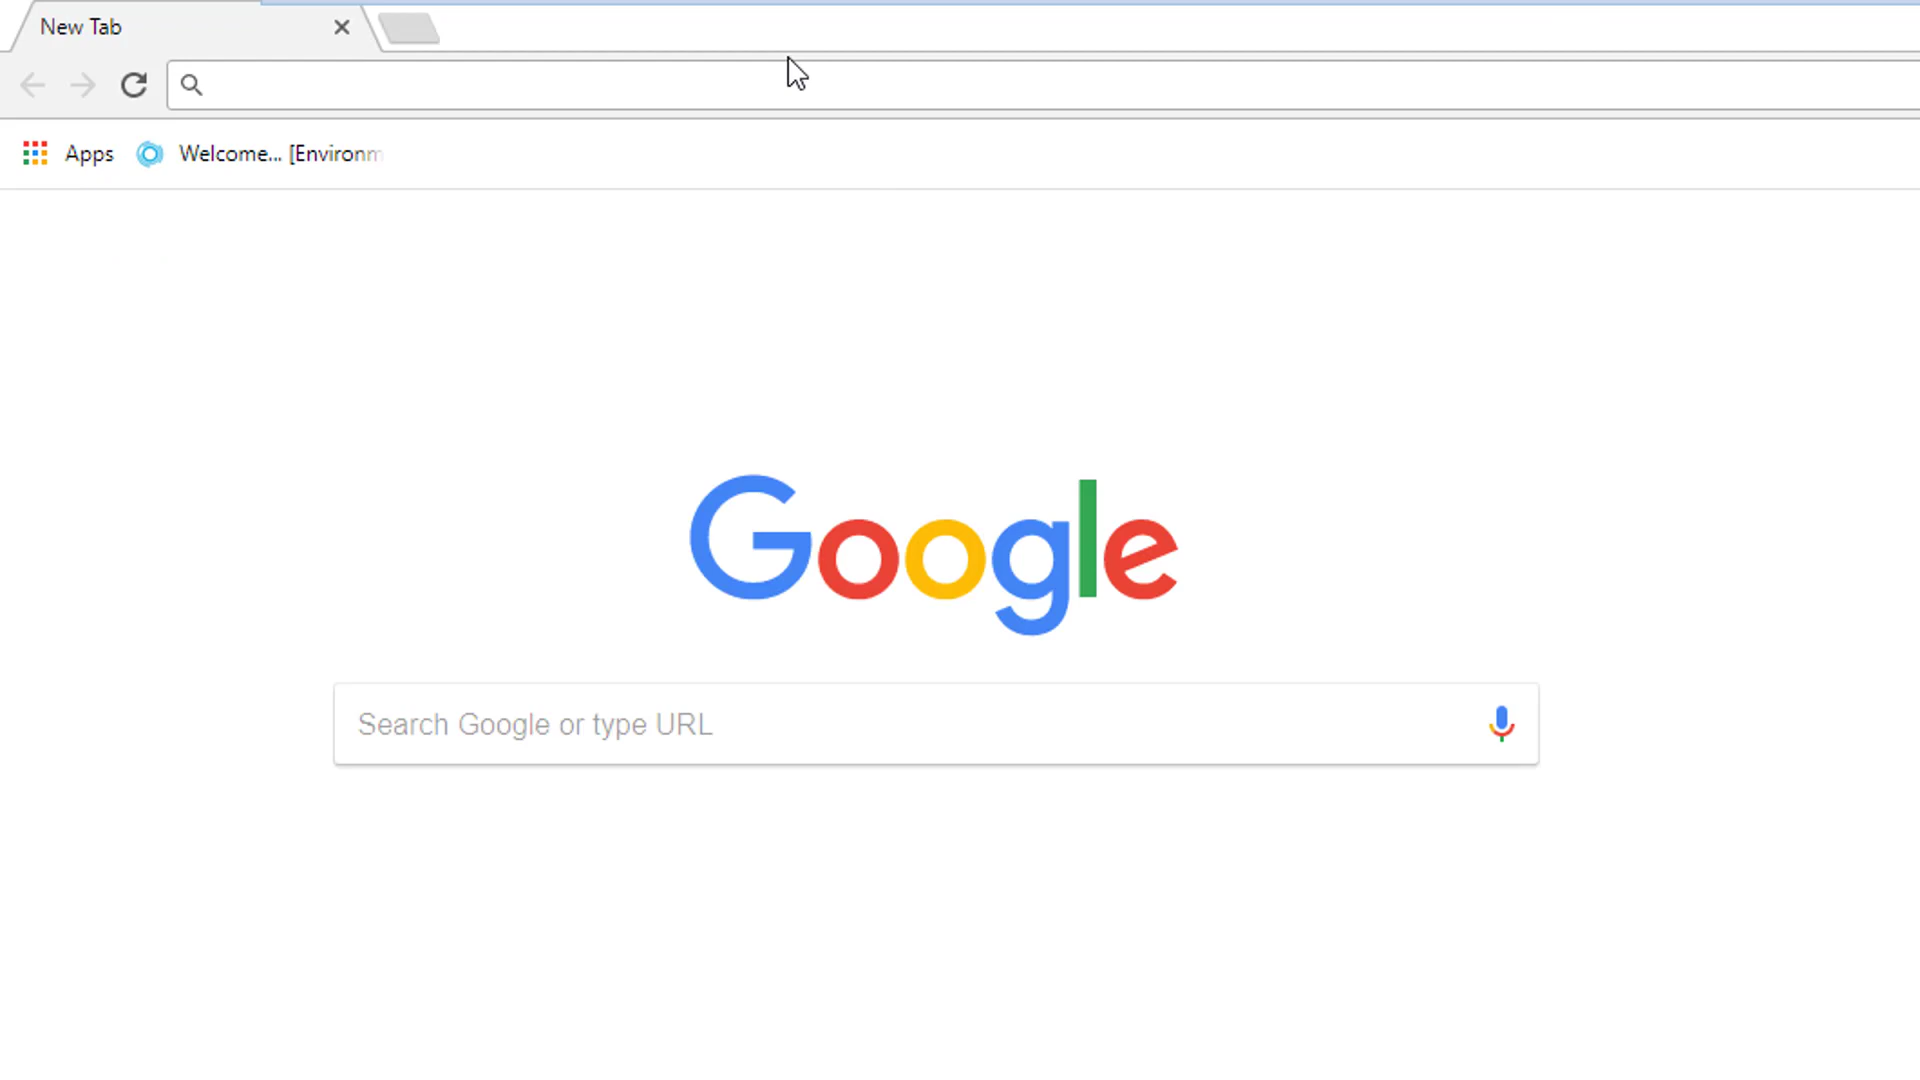 New Tab
Apps
Welcome... [Environm
Google
Search Google or type URL